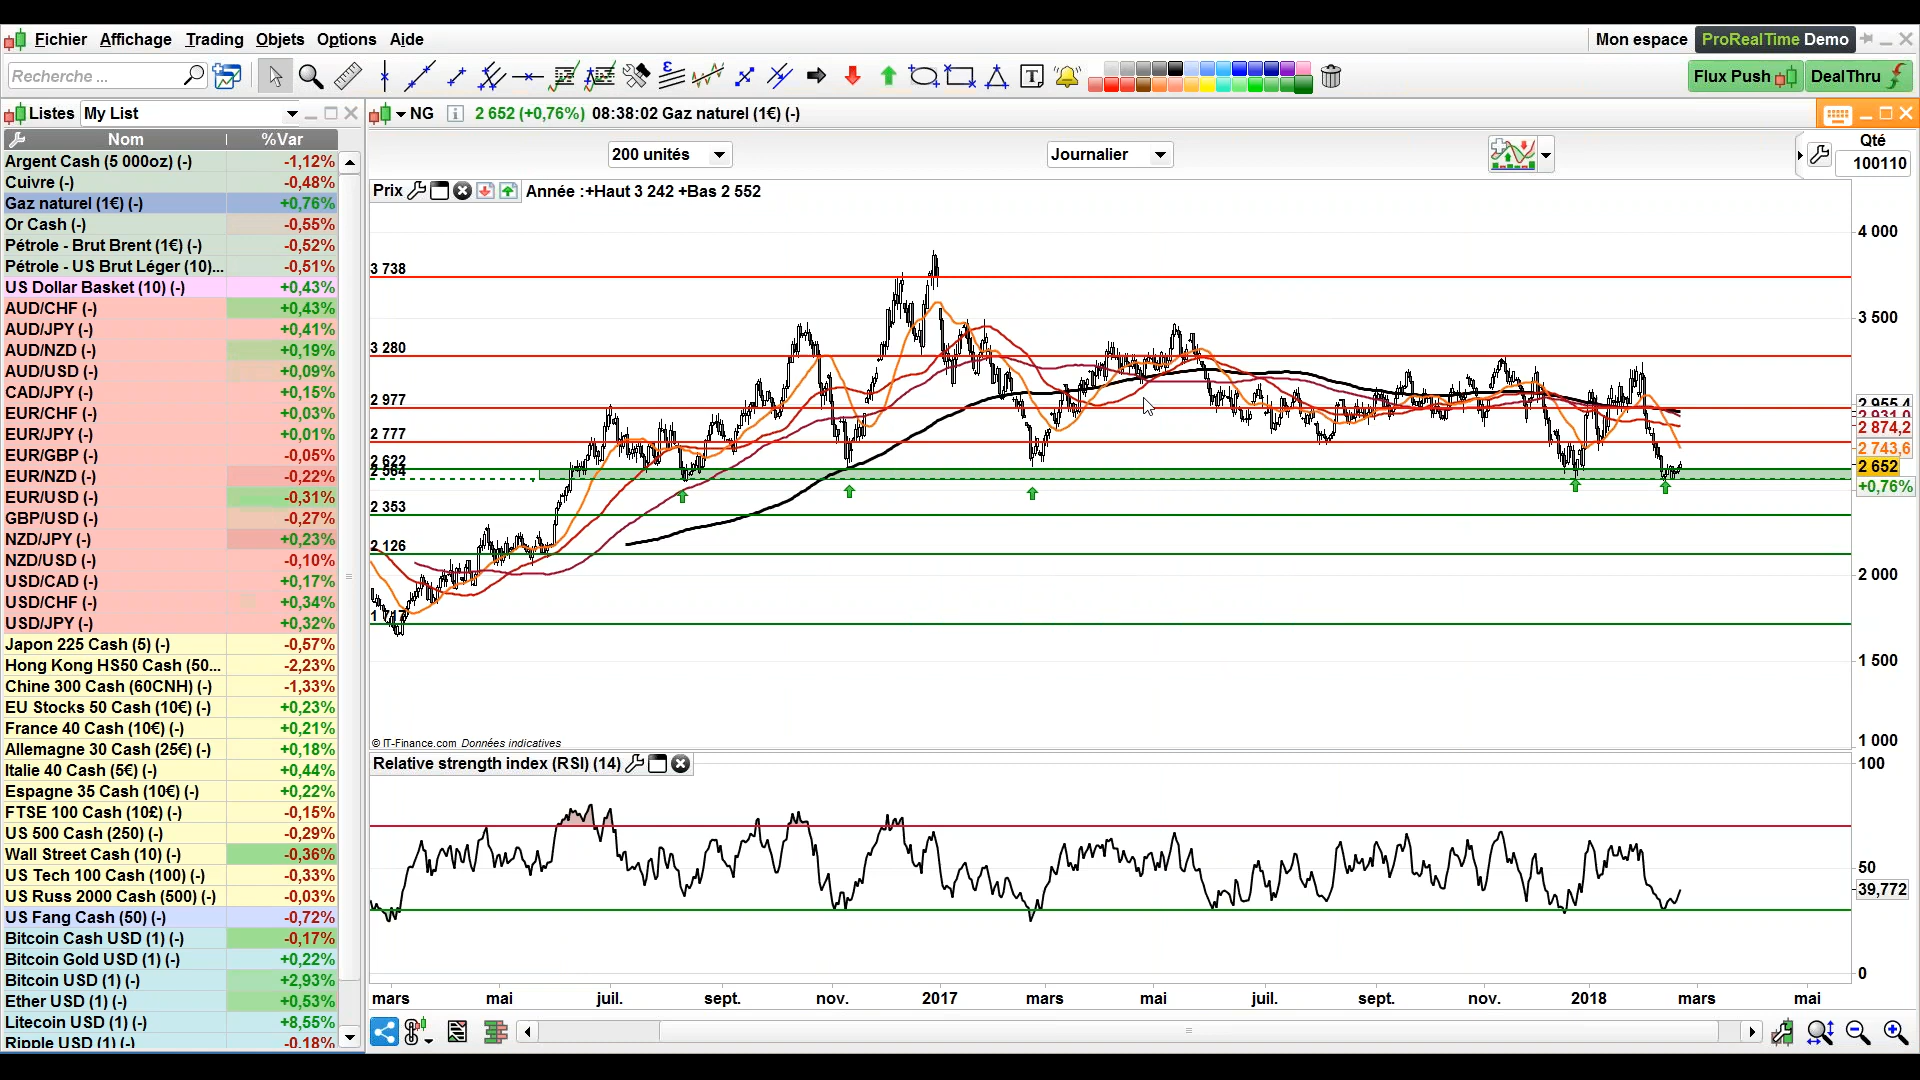 Fichier Affichage Trading Objets Options Aide
Mon espace ProRealTime Demo
Recherche ...
Flux Push DealThru
Listes My List
NG 2 652 (+0,76%) 08:38:02 Gaz naturel (1€) (-)
Nom %Var
200 unités
Journalier
Qté
100110
Argent Cash (5 000oz) (-) -1,12%
Cuivre (-) -0,48%
Gaz naturel (1€) (-) +0,76%
Or Cash (-) -0,55%
Pétrole - Brut Brent (1€) (-) -0,52%
Pétrole - US Brut Léger (10)... -0,51%
US Dollar Basket (10) (-) +0,43%
AUD/CHF (-) +0,43%
AUD/JPY (-) +0,41%
AUD/NZD (-) +0,19%
AUD/USD (-) +0,09%
CAD/JPY (-) +0,15%
EUR/CHF (-) +0,03%
EUR/JPY (-) +0,01%
EUR/GBP (-) -0,05%
EUR/NZD (-) -0,22%
EUR/USD (-) -0,31%
GBP/USD (-) -0,27%
NZD/JPY (-) +0,23%
NZD/USD (-) -0,10%
USD/CAD (-) +0,17%
USD/CHF (-) +0,34%
USD/JPY (-) +0,32%
Japon 225 Cash (5) (-) -0,57%
Hong Kong HS50 Cash (50... -2,23%
Chine 300 Cash (60CNH) (-) -1,33%
EU Stocks 50 Cash (10€) (-) +0,23%
France 40 Cash (10€) (-) +0,21%
Allemagne 30 Cash (25€) (-) +0,18%
Italie 40 Cash (5€) (-) +0,44%
Espagne 35 Cash (10€) (-) +0,22%
FTSE 100 Cash (10£) (-) -0,15%
US 500 Cash (250) (-) -0,29%
Wall Street Cash (10) (-) -0,36%
US Tech 100 Cash (100) (-) -0,33%
US Russ 2000 Cash (500) (-) -0,03%
US Fang Cash (50) (-) -0,72%
Bitcoin Cash USD (1) (-) -0,17%
Bitcoin Gold USD (1) (-) +0,22%
Bitcoin USD (1) (-) +2,93%
Ether USD (1) (-) +0,53%
Litecoin USD (1) (-) +8,55%
Ripple USD (1) (-) -0,18%
Prix Année :+Haut 3 242 +Bas 2 552
3 738
3 280
2 977
2 777
2 622
2 564
2 353
2 126
1 717
4 000
3 500
2 955,4
2 931,0
2 874,2
2 743,6
2 652
+0,76%
2 000
1 500
1 000
© IT-Finance.com Données indicatives
Relative strength index (RSI) (14)
100
50
39,772
0
mars mai juil. sept. nov. 2017 mars mai juil. sept. nov. 2018 mars mai